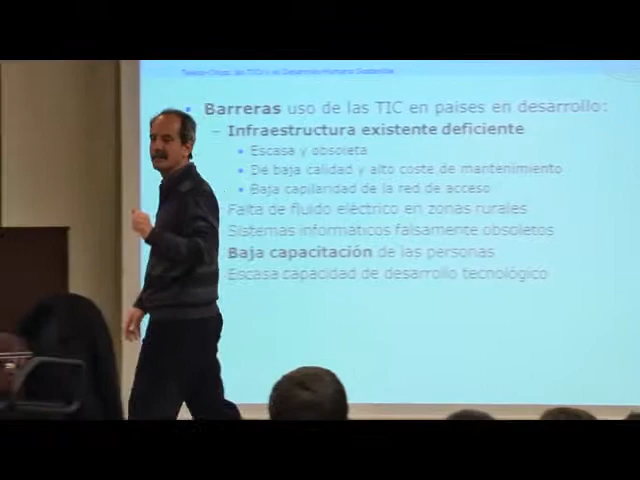 • Barreras uso de las TIC en países en desarrollo:
– Infraestructura existente deficiente
• Escasa y obsoleta
• De baja calidad y alto coste de mantenimiento
• Baja capilaridad de la red de acceso
Falta de fluido eléctrico en zonas rurales
Sistemas informáticos falsamente obsoletos
Baja capacitación de las personas
Escasa capacidad de desarrollo tecnológico